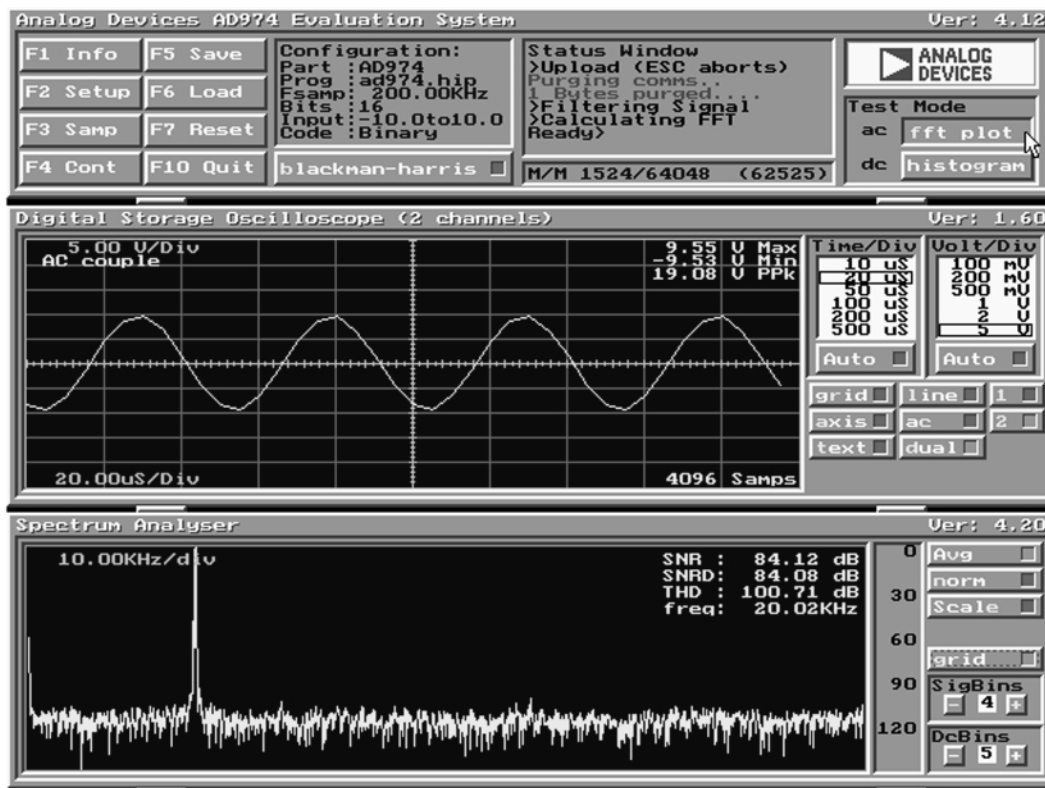 Analog Devices AD974 Evaluation System Ver: 4.12
F1 Info F5 Save
F2 Setup F6 Load
F3 Samp F7 Reset
F4 Cont F10 Quit
Configuration:
Part :AD974
Prog :ad974.hip
Fsamp: 200.00KHz
Bits :16
Input:-10.0to10.0
Code :Binary
blackman-harris
Status Window
>Upload (ESC aborts)
Purging comms..
1 Bytes purged....
>Filtering Signal
>Calculating FFT
Ready>
M/M 1524/64048 (62525)
ANALOG
DEVICES
Test Mode
ac fft plot
dc histogram
Digital Storage Oscilloscope (2 channels) Ver: 1.60
5.00 V/Div
AC couple
9.55 V Max
-9.53 V Min
19.08 V PPk
20.00uS/Div
4096 Samps
Time/Div
10 uS
20 uS
50 uS
100 uS
200 uS
500 uS
Auto
Volt/Div
100 mV
200 mV
500 mV
1 V
2 V
5 V
Auto
grid line 1
axis ac 2
text dual
Spectrum Analyser Ver: 4.20
10.00KHz/div
SNR : 84.12 dB
SNRD: 84.08 dB
THD : 100.71 dB
freq: 20.02KHz
0
30
60
90
120
Avg
norm
Scale
grid
SigBins
- 4 +
DcBins
- 5 +